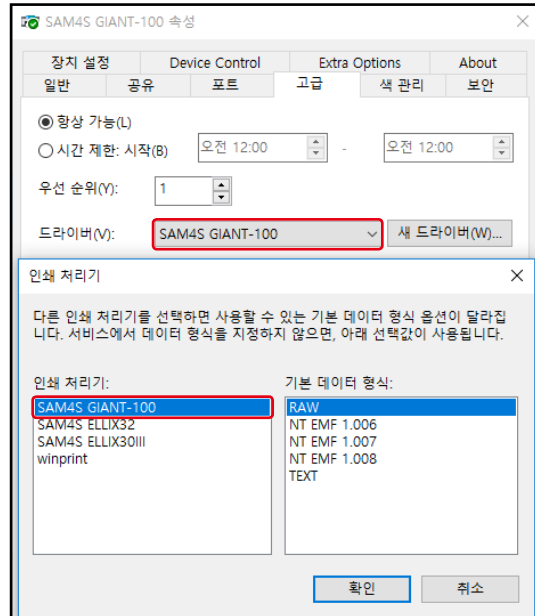 SAM4S GIANT-100 속성
장치 설정 Device Control Extra Options About
일반 공유 포트 고급 색 관리 보안
항상 가능(L)
시간 제한: 시작(B) 오전 12:00 - 오전 12:00
우선 순위(Y): 1
드라이버(V): SAM4S GIANT-100 새 드라이버(W)...
인쇄 처리기
다른 인쇄 처리기를 선택하면 사용할 수 있는 기본 데이터 형식 옵션이 달라집
니다. 서비스에서 데이터 형식을 지정하지 않으면, 아래 선택값이 사용됩니다.
인쇄 처리기:
SAM4S GIANT-100
SAM4S ELLIX32
SAM4S ELLIX30III
winprint
기본 데이터 형식:
RAW
NT EMF 1.006
NT EMF 1.007
NT EMF 1.008
TEXT
확인 취소